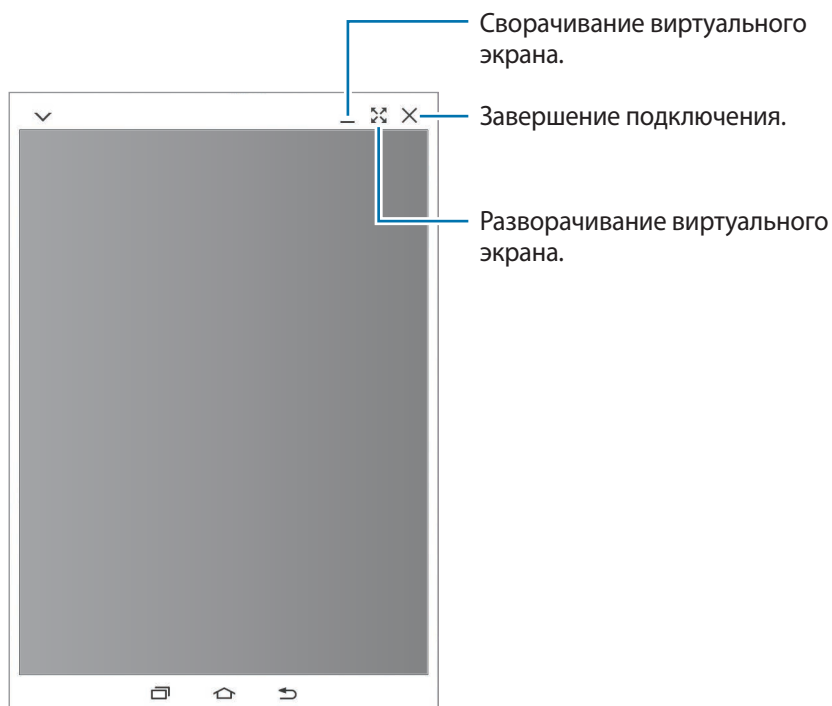 Сворачивание виртуального
экрана.
Завершение подключения.
Разворачивание виртуального
экрана.